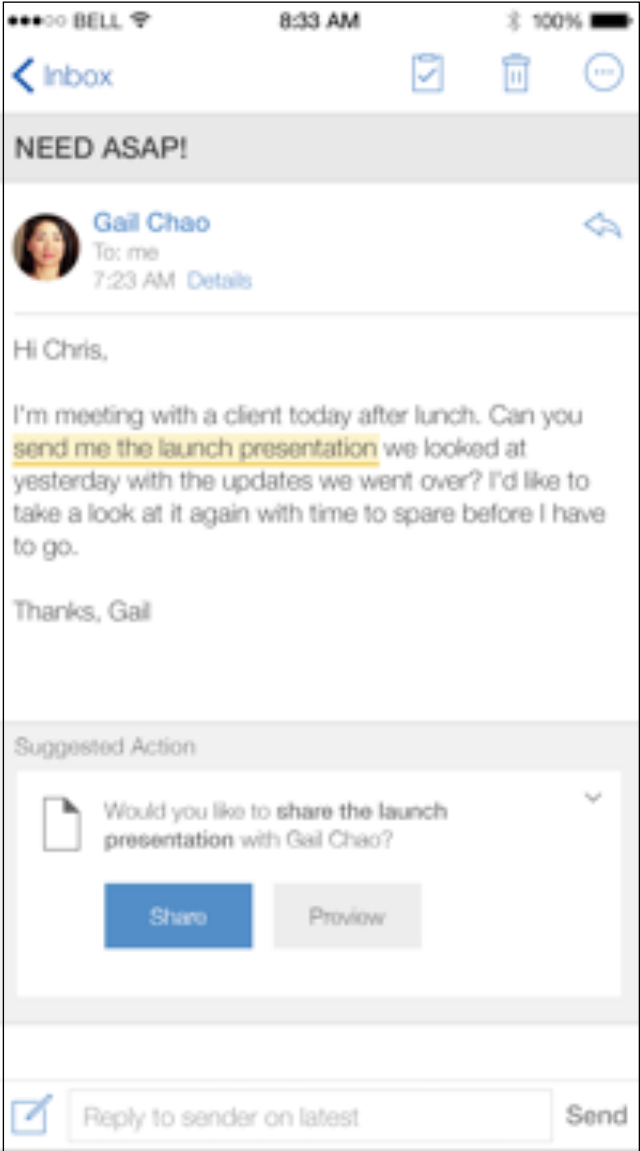 BELL 8:33 AM 100%
Inbox
NEED ASAP!
Gail Chao
To: me
7:23 AM Details
Hi Chris,
I'm meeting with a client today after lunch. Can you
send me the launch presentation we looked at
yesterday with the updates we went over? I'd like to
take a look at it again with time to spare before I have
to go.
Thanks, Gail
Suggested Action
Would you like to share the launch
presentation with Gail Chao?
Share Preview
Reply to sender on latest Send